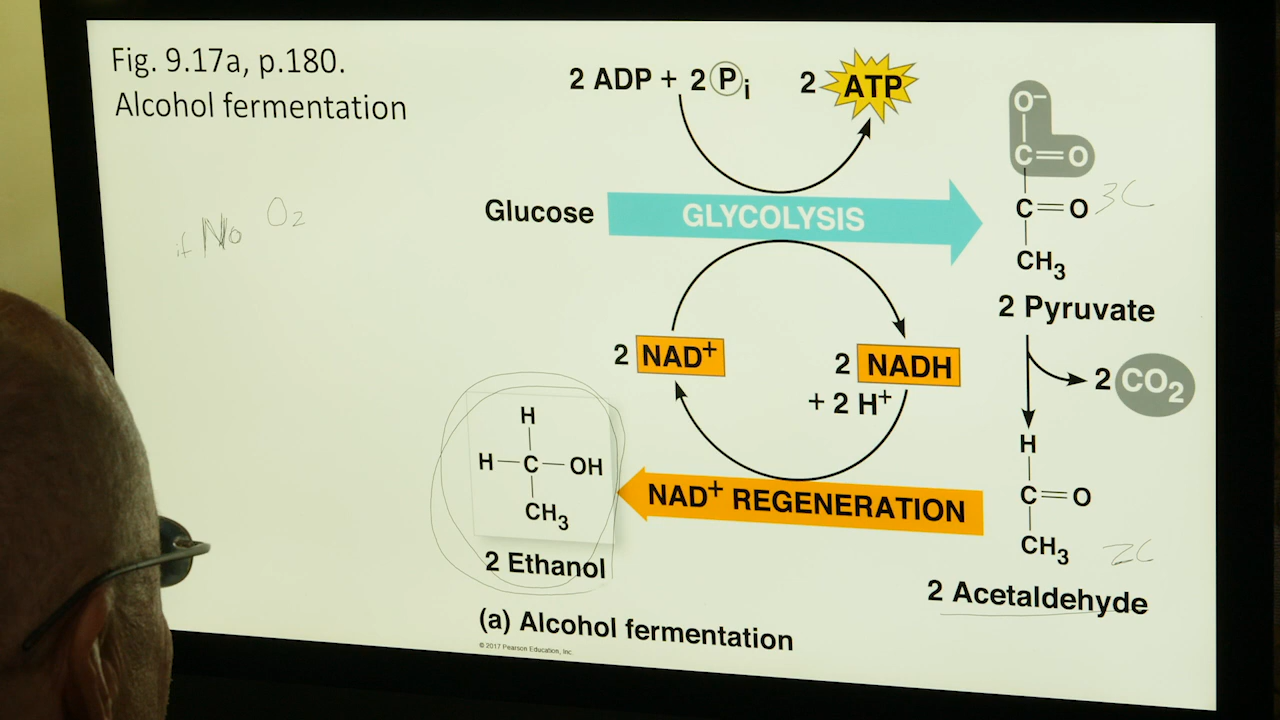 Fig. 9.17a, p.180.
Alcohol fermentation
if No O2
2 ADP + 2 Pi
2 ATP
Glucose
GLYCOLYSIS
O−
C=O
C=O
3C
CH3
2 Pyruvate
2 NAD+
2 NADH
+ 2 H+
2 CO2
H
H—C—OH
CH3
2 Ethanol
NAD+ REGENERATION
H
C=O
CH3
2C
2 Acetaldehyde
(a) Alcohol fermentation
© 2017 Pearson Education, Inc.